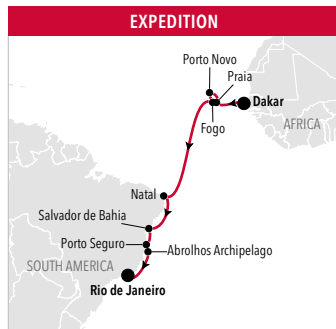 EXPEDITION
Porto Novo
Praia
Dakar
Fogo
AFRICA
Natal
Salvador de Bahia
Porto Seguro
Abrolhos Archipelago
SOUTH AMERICA
Rio de Janeiro